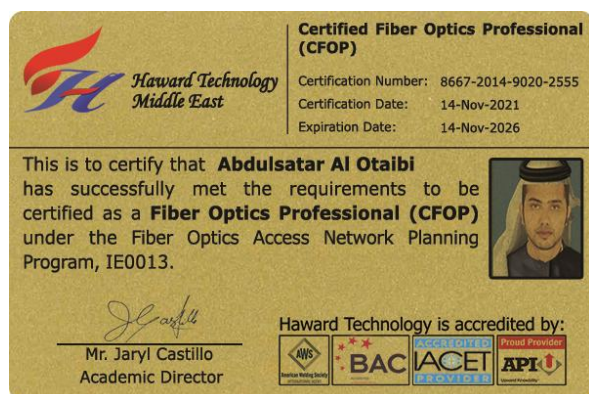 Haward Technology
Middle East
Certified Fiber Optics Professional
(CFOP)
Certification Number: 8667-2014-9020-2555
Certification Date: 14-Nov-2021
Expiration Date: 14-Nov-2026
This is to certify that Abdulsatar Al Otaibi
has successfully met the requirements to be
certified as a Fiber Optics Professional (CFOP)
under the Fiber Optics Access Network Planning
Program, IE0013.
Mr. Jaryl Castillo
Academic Director
Haward Technology is accredited by:
AWS
American Welding Society
BAC
ACCREDITED
IACET
PROVIDER
Proud Provider
API